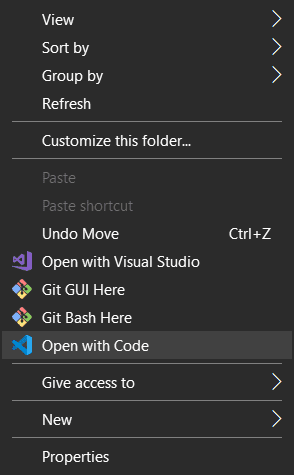 View
Sort by
Group by
Refresh
Customize this folder...
Paste
Paste shortcut
Undo Move Ctrl+Z
Open with Visual Studio
Git GUI Here
Git Bash Here
Open with Code
Give access to
New
Properties